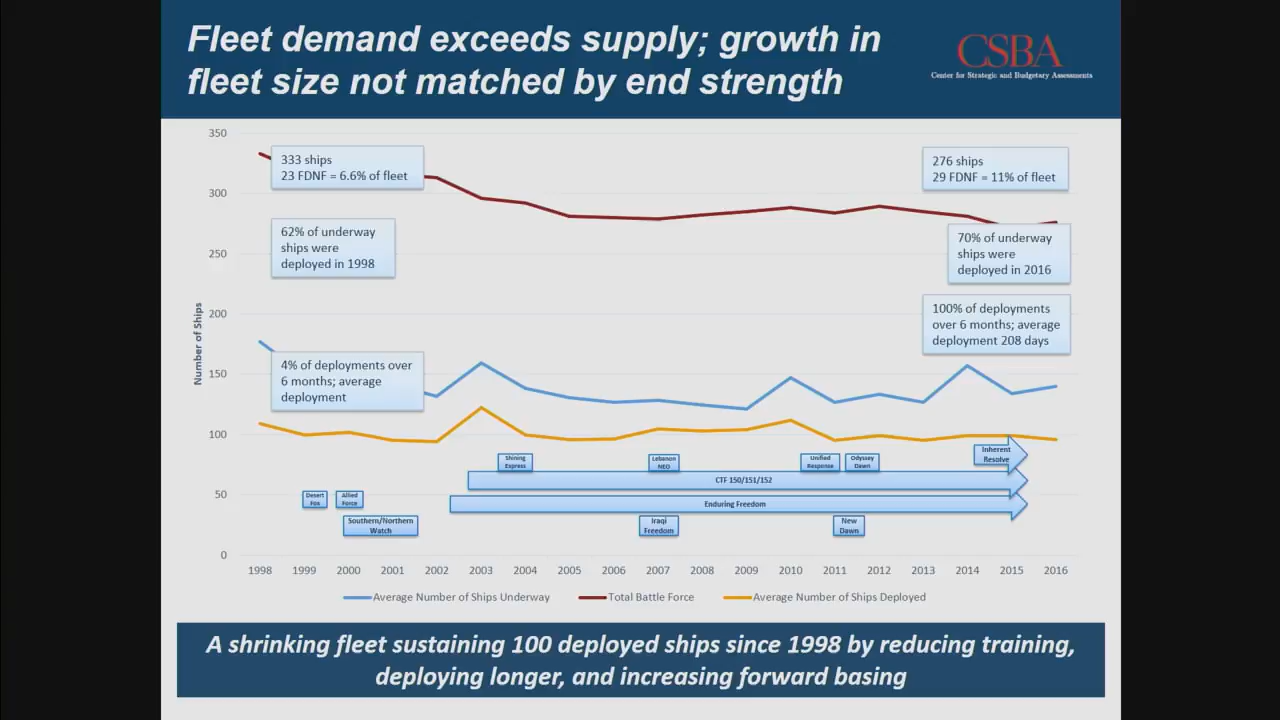 Fleet demand exceeds supply; growth in
fleet size not matched by end strength
CSBA
Center for Strategic and Budgetary Assessments
350
300
250
200
150
100
50
0
Number of Ships
333 ships
23 FDNF = 6.6% of fleet
276 ships
29 FDNF = 11% of fleet
62% of underway
ships were
deployed in 1998
70% of underway
ships were
deployed in 2016
100% of deployments
over 6 months; average
deployment 208 days
4% of deployments over
6 months; average
deployment
Inherent
Resolve
Shining
Express
Lebanon
NEO
Unified
Response
Odyssey
Dawn
CTF 150/151/152
Desert
Fox
Allied
Force
Enduring Freedom
Southern/Northern
Watch
Iraqi
Freedom
New
Dawn
1998 1999 2000 2001 2002 2003 2004 2005 2006 2007 2008 2009 2010 2011 2012 2013 2014 2015 2016
Average Number of Ships Underway Total Battle Force Average Number of Ships Deployed
A shrinking fleet sustaining 100 deployed ships since 1998 by reducing training,
deploying longer, and increasing forward basing